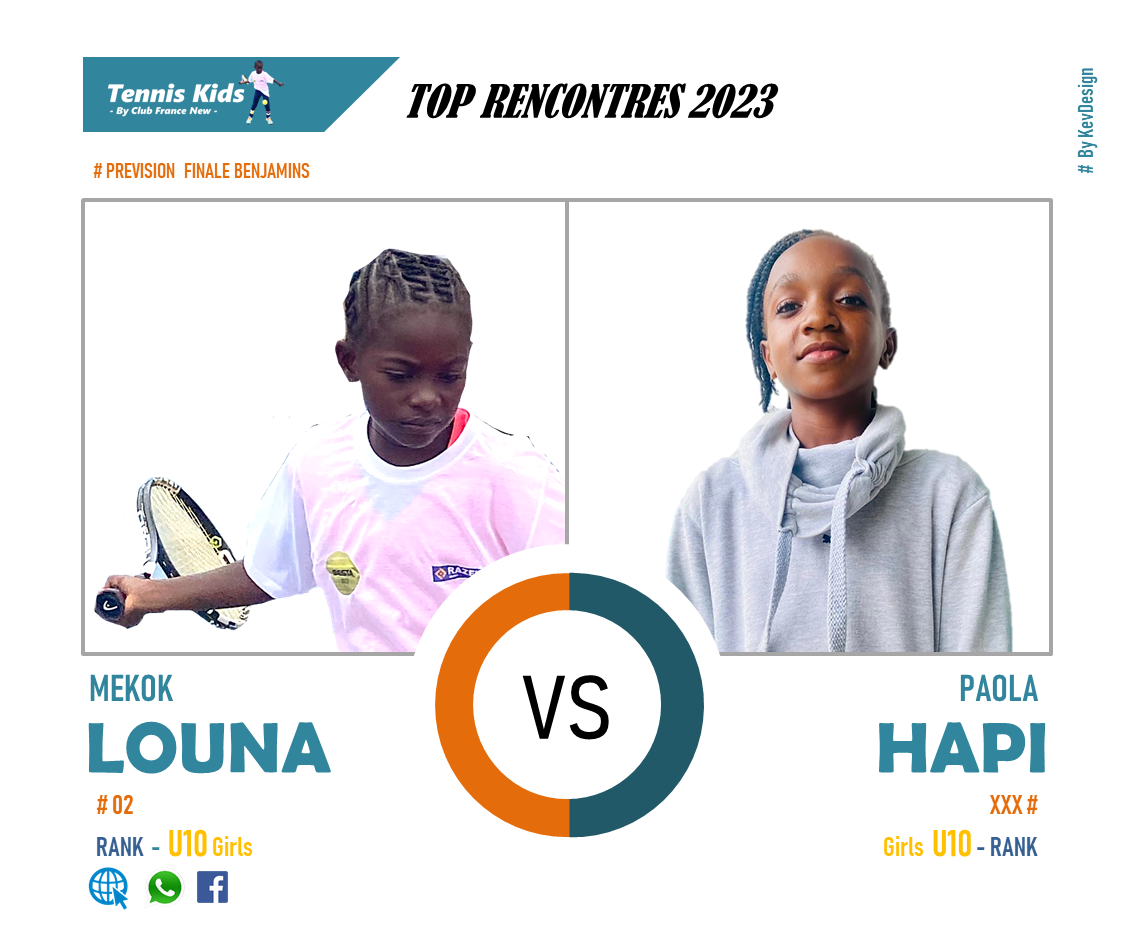 Tennis Kids
- By Club France New -
TOP RENCONTRES 2023
# By KevDesign
# PREVISION FINALE BENJAMINS
VS
MEKOK
LOUNA
# 02
RANK - U10 Girls
PAOLA
HAPI
XXX #
Girls U10 - RANK